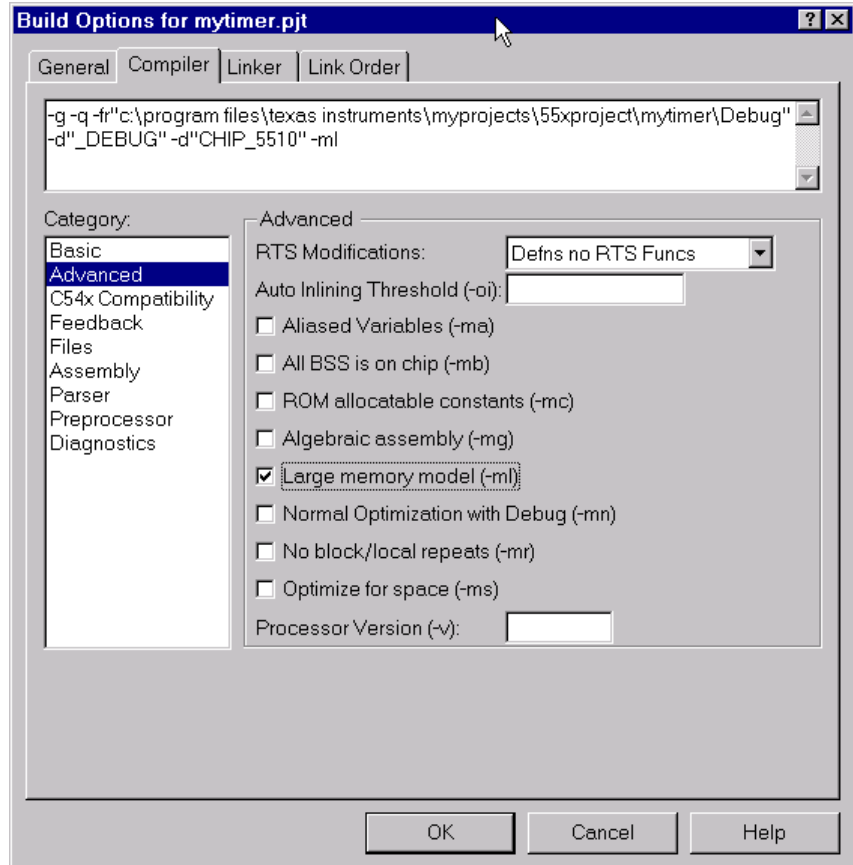 Build Options for mytimer.pjt
General Compiler Linker Link Order
-g -q -fr"c:\program files\texas instruments\myprojects\55xproject\mytimer\Debug"
-d"_DEBUG" -d"CHIP_5510" -ml
Category:
Basic
Advanced
C54x Compatibility
Feedback
Files
Assembly
Parser
Preprocessor
Diagnostics
Advanced
RTS Modifications: Defns no RTS Funcs
Auto Inlining Threshold (-oi):
Aliased Variables (-ma)
All BSS is on chip (-mb)
ROM allocatable constants (-mc)
Algebraic assembly (-mg)
Large memory model (-ml)
Normal Optimization with Debug (-mn)
No block/local repeats (-mr)
Optimize for space (-ms)
Processor Version (-v):
OK Cancel Help